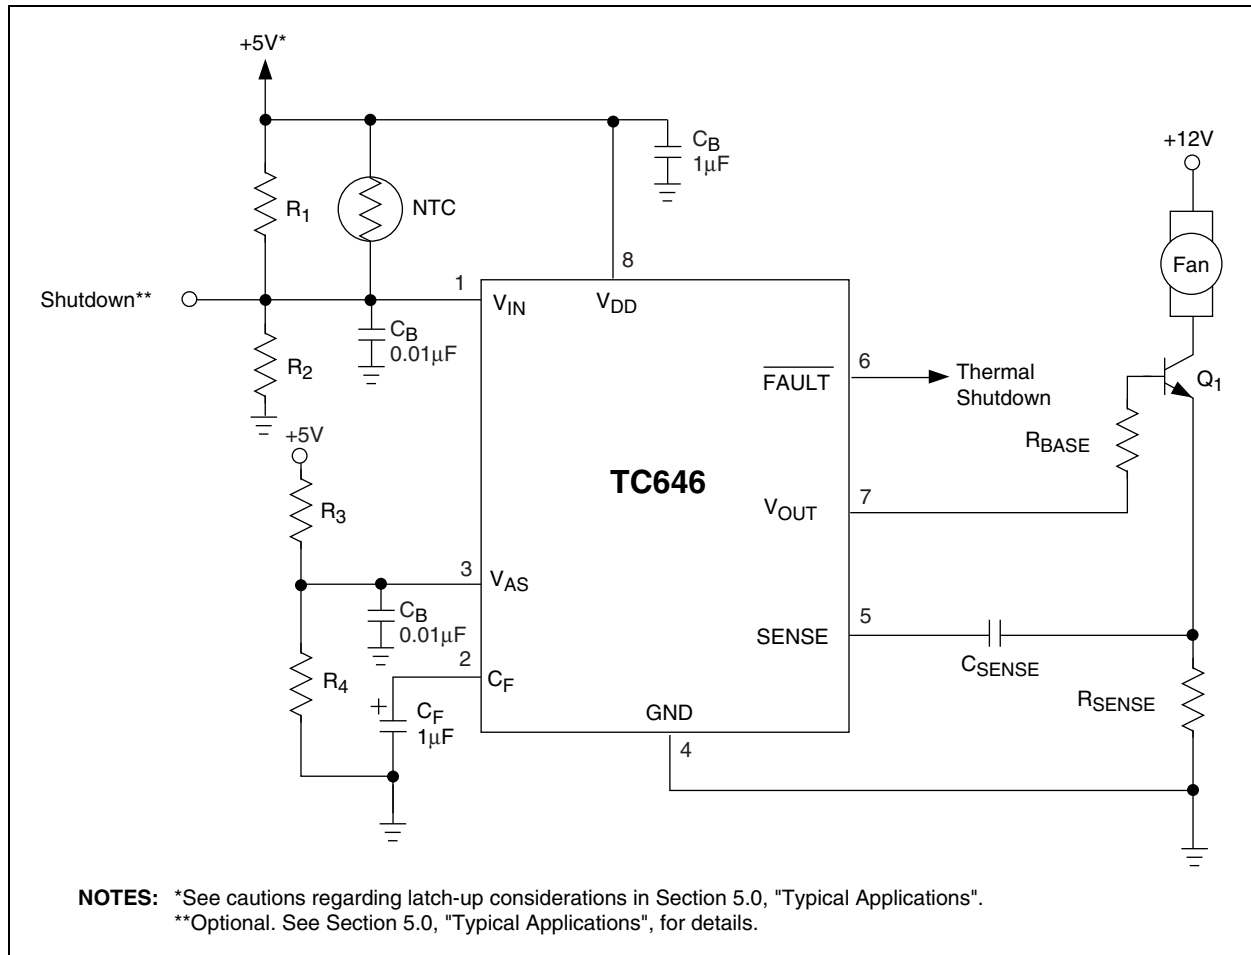 +5V*
CB
1µF
+12V
R1
NTC
Fan
8
1
Shutdown**
VIN
VDD
CB
0.01µF
R2
6
FAULT
Thermal
Shutdown
Q1
RBASE
+5V
TC646
R3
7
VOUT
3
VAS
CB
0.01µF
5
SENSE
CSENSE
2
CF
R4
+
CF
1µF
GND
RSENSE
4
NOTES: *See cautions regarding latch-up considerations in Section 5.0, "Typical Applications".
**Optional. See Section 5.0, "Typical Applications", for details.